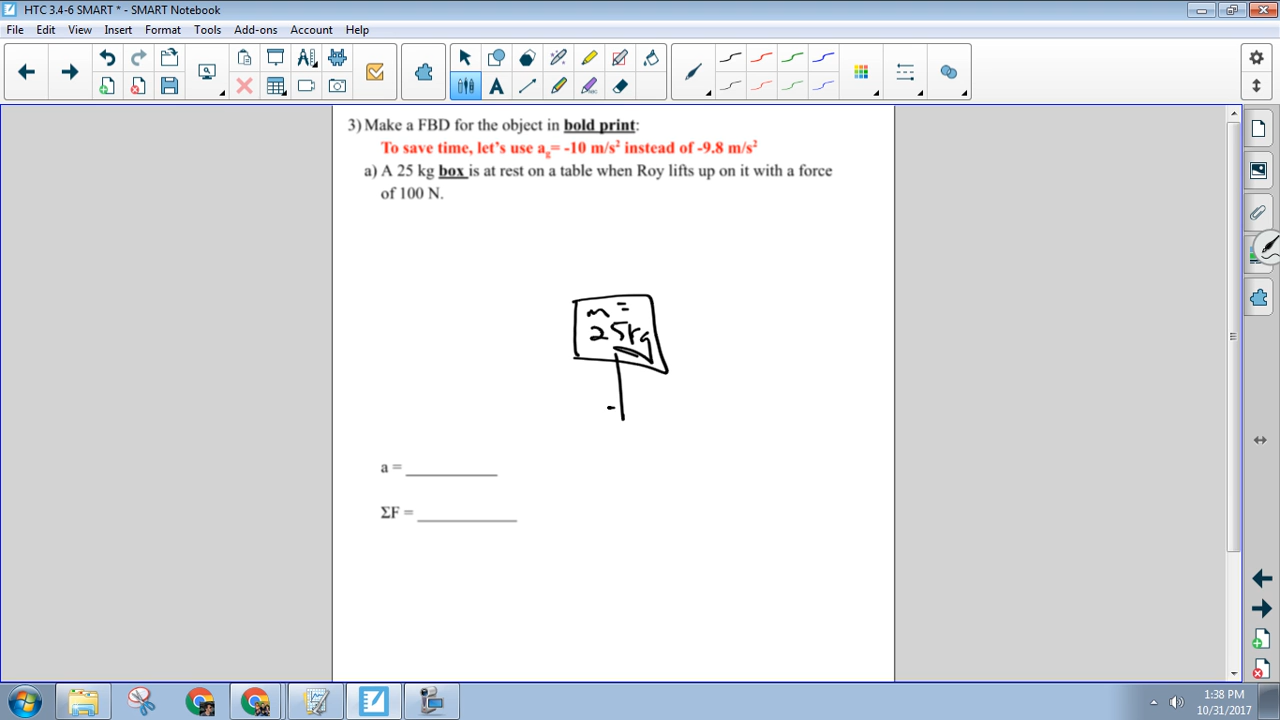 HTC 3.4-6 SMART * - SMART Notebook
File Edit View Insert Format Tools Add-ons Account Help
3) Make a FBD for the object in bold print:
To save time, let's use ag= -10 m/s² instead of -9.8 m/s²
a) A 25 kg box is at rest on a table when Roy lifts up on it with a force
of 100 N.
m =
25kg
-
a = ________
ΣF = ________
1:38 PM
10/31/2017